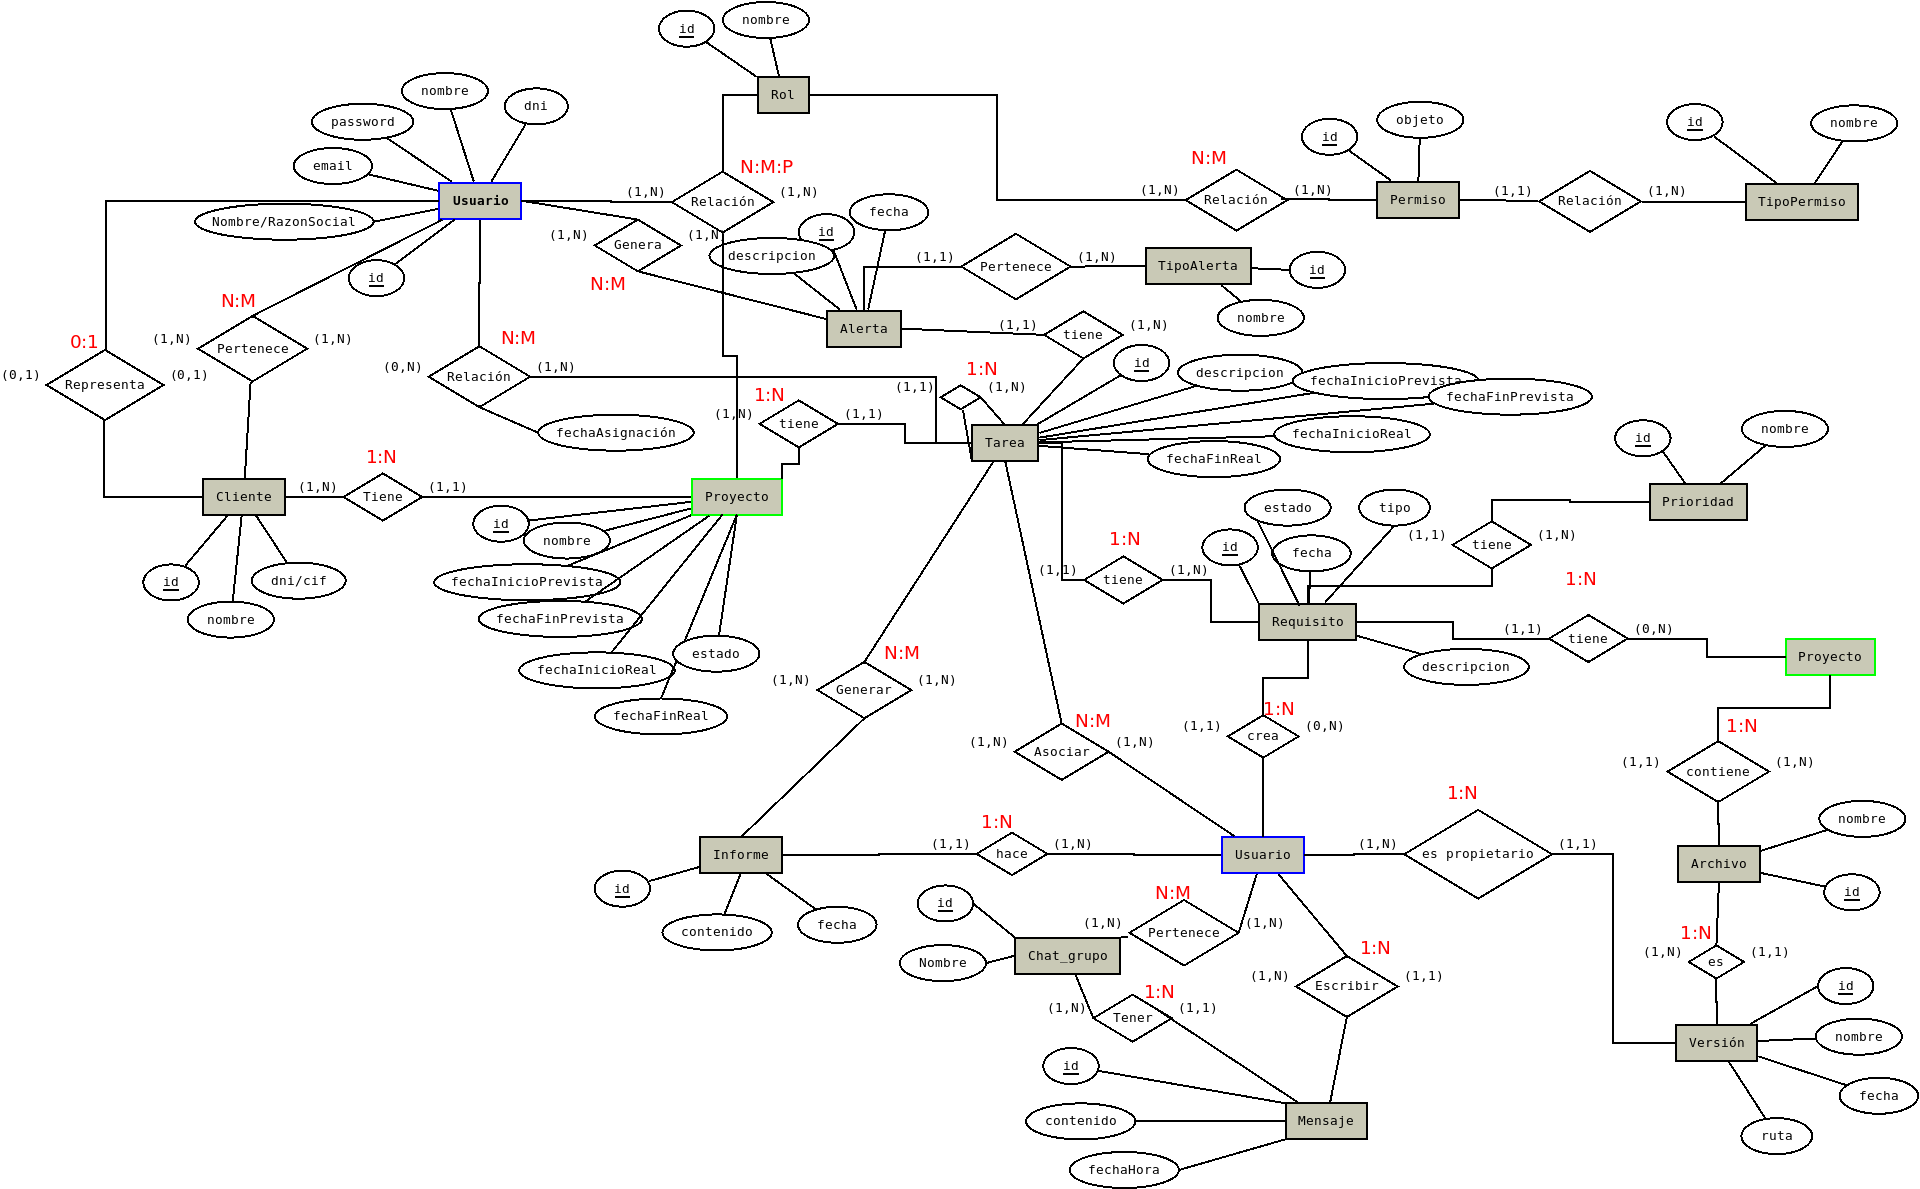 id
nombre
Rol
nombre
password
dni
email
Usuario
Nombre/RazonSocial
id
N:M:P
(1,N)
Relación
(1,N)
(1,N)
N:M
(1,N)
Relación
(1,N)
id
objeto
Permiso
(1,1)
Relación
(1,N)
id
nombre
TipoPermiso
(1,N)
Genera
N:M
id
fecha
descripcion
Alerta
(1,1)
Pertenece
(1,N)
TipoAlerta
id
nombre
(1,1)
tiene
(1,N)
N:M
(1,N)
Pertenece
(1,N)
0:1
(0,1)
Representa
(0,1)
N:M
(0,N)
Relación
(1,N)
fechaAsignación
1:N
(1,N)
tiene
(1,1)
1:N
(1,1)
(1,N)
id
descripcion
fechaInicioPrevista
fechaFinPrevista
fechaInicioReal
fechaFinReal
Tarea
id
nombre
Prioridad
1:N
Cliente
(1,N)
Tiene
(1,1)
Proyecto
id
nombre
dni/cif
id
nombre
fechaInicioPrevista
fechaFinPrevista
fechaInicioReal
estado
fechaFinReal
estado
tipo
id
fecha
(1,1)
tiene
(1,N)
1:N
1:N
(1,1)
tiene
(1,N)
Requisito
descripcion
(1,1)
tiene
(0,N)
Proyecto
N:M
(1,N)
Generar
(1,N)
N:M
(1,N)
Asociar
(1,N)
1:N
(1,1)
crea
(0,N)
1:N
(1,1)
contiene
(1,N)
Informe
id
contenido
fecha
1:N
(1,1)
hace
(1,N)
Usuario
1:N
(1,N)
es propietario
(1,1)
nombre
Archivo
id
id
Nombre
Chat_grupo
N:M
(1,N)
Pertenece
(1,N)
1:N
(1,N)
Escribir
(1,1)
1:N
(1,N)
es
(1,1)
1:N
(1,N)
Tener
(1,1)
id
nombre
Versión
fecha
ruta
id
contenido
Mensaje
fechaHora